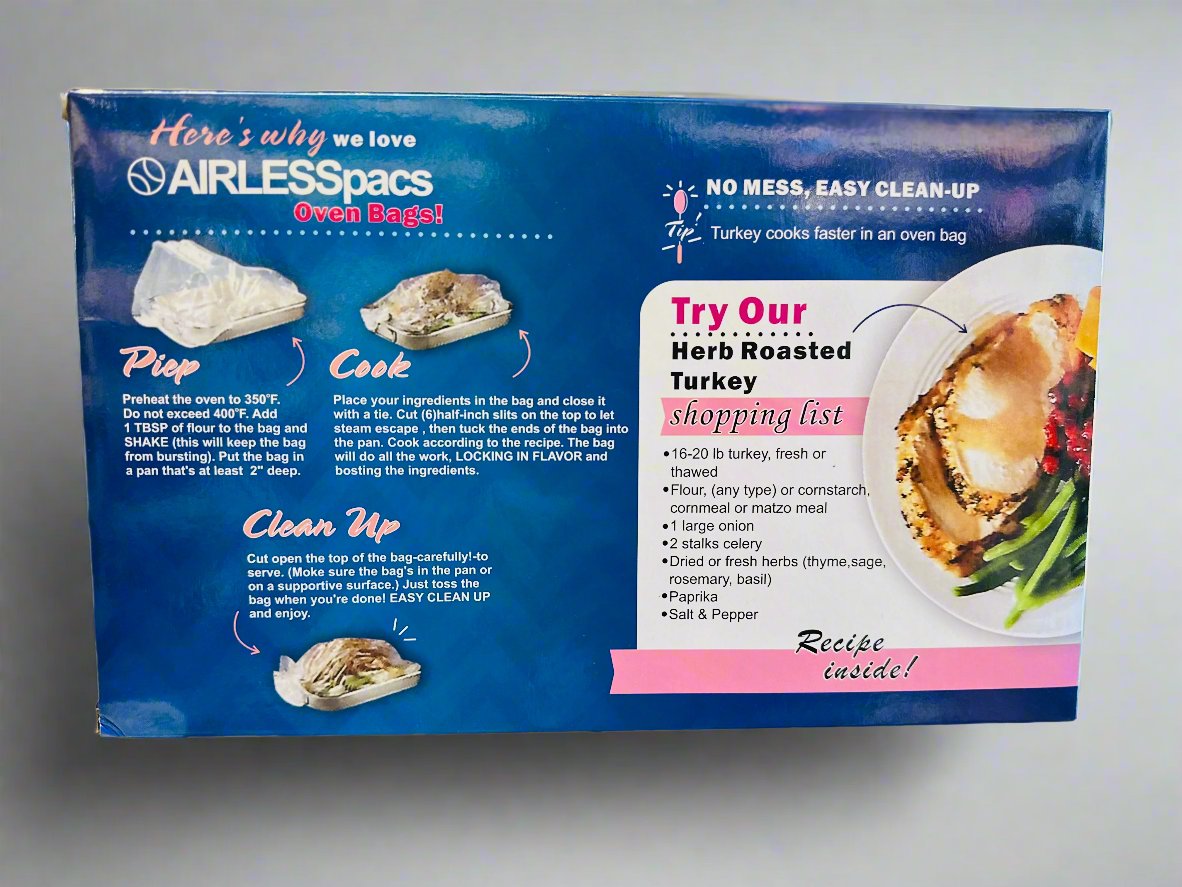 Here's why we love
AIRLESSpacs
Oven Bags!
Piep
Preheat the oven to 350°F.
Do not exceed 400°F. Add
1 TBSP of flour to the bag and
SHAKE (this will keep the bag
from bursting). Put the bag in
a pan that's at least 2" deep.
Cook
Place your ingredients in the bag and close it
with a tie. Cut (6)half-inch slits on the top to let
steam escape , then tuck the ends of the bag into
the pan. Cook according to the recipe. The bag
will do all the work, LOCKING IN FLAVOR and
bosting the ingredients.
Clean Up
Cut open the top of the bag-carefully!-to
serve. (Moke sure the bag's in the pan or
on a supportive surface.) Just toss the
bag when you're done! EASY CLEAN UP
and enjoy.
NO MESS, EASY CLEAN-UP
Tip!
Turkey cooks faster in an oven bag
Try Our
Herb Roasted
Turkey
shopping list
•16-20 lb turkey, fresh or
thawed
•Flour, (any type) or cornstarch,
cornmeal or matzo meal
•1 large onion
•2 stalks celery
•Dried or fresh herbs (thyme,sage,
rosemary, basil)
•Paprika
•Salt & Pepper
Recipe
inside!